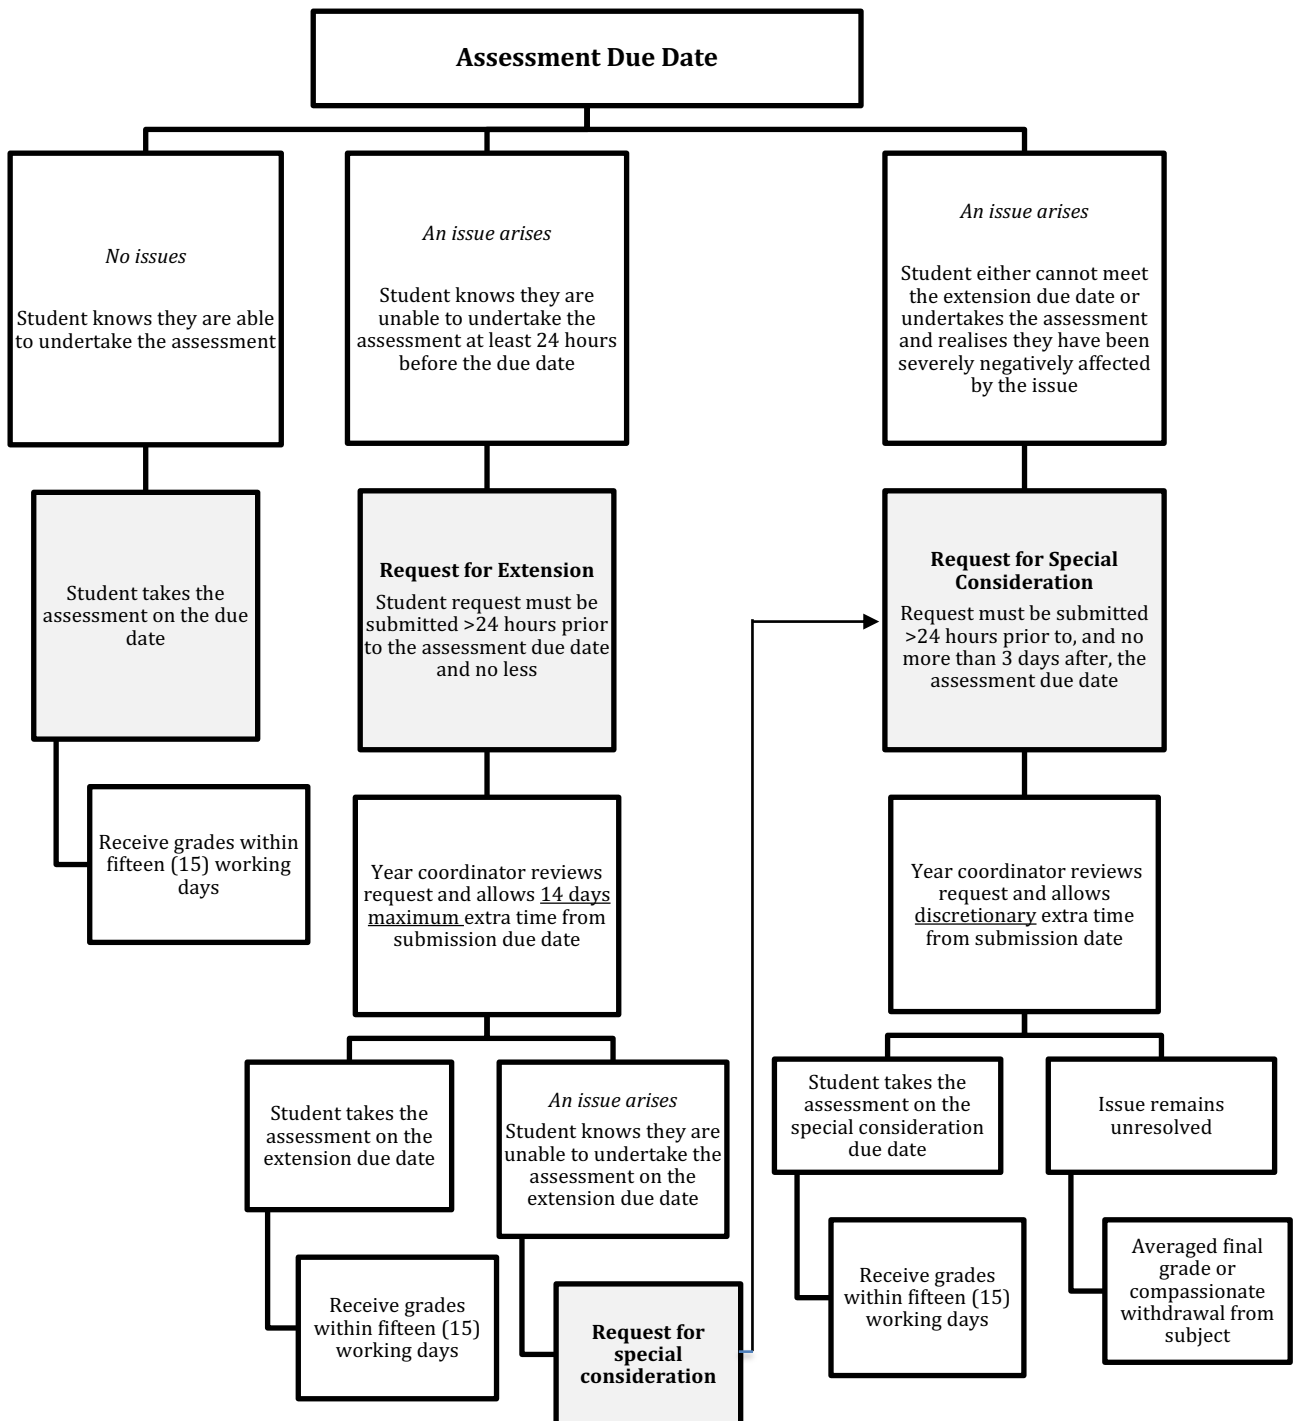 Assessment Due Date
No issues
Student knows they are able
to undertake the assessment
An issue arises
Student knows they are
unable to undertake the
assessment at least 24 hours
before the due date
An issue arises
Student either cannot meet
the extension due date or
undertakes the assessment
and realises they have been
severely negatively affected
by the issue
Student takes the
assessment on the due
date
Request for Extension
Student request must be
submitted >24 hours prior
to the assessment due date
and no less
Request for Special
Consideration
Request must be submitted
>24 hours prior to, and no
more than 3 days after, the
assessment due date
Receive grades within
fifteen (15) working
days
Year coordinator reviews
request and allows 14 days
maximum extra time from
submission due date
Year coordinator reviews
request and allows
discretionary extra time
from submission date
Student takes the
assessment on the
extension due date
An issue arises
Student knows they are
unable to undertake the
assessment on the
extension due date
Student takes the
assessment on the
special consideration
due date
Issue remains
unresolved
Receive grades
within fifteen (15)
working days
Request for
special
consideration
Receive grades
within fifteen (15)
working days
Averaged final
grade or
compassionate
withdrawal from
subject